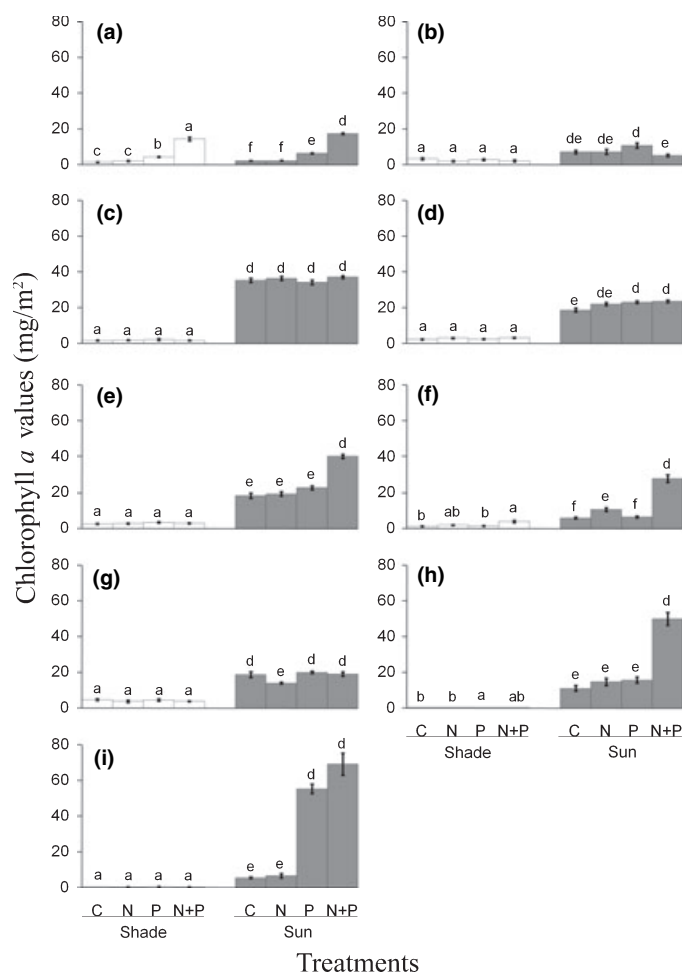 (a)
80
60
40
20
0
c c b a f f e d
(b)
80
60
40
20
0
a a a a de de d e
(c)
80
60
40
20
0
a a a a d d d d
(d)
80
60
40
20
0
a a a a e de d d
(e)
80
60
40
20
0
a a a a e e e d
(f)
80
60
40
20
0
b ab b a f e f d
(g)
80
60
40
20
0
a a a a d e d d
(h)
80
60
40
20
0
b b a ab e e e d
C N P N+P C N P N+P
Shade Sun
(i)
80
60
40
20
0
a a a a e e d d
C N P N+P C N P N+P
Shade Sun
Chlorophyll a values (mg/m²)
Treatments